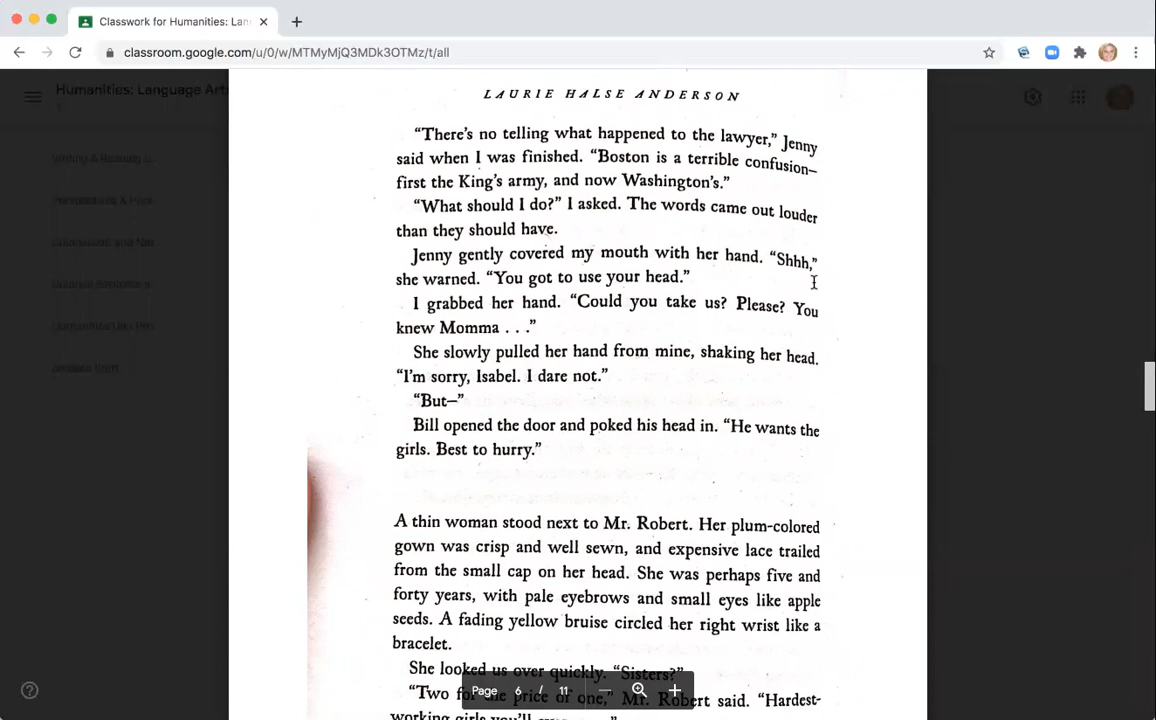 Classwork for Humanities: Lan
classroom.google.com/u/0/w/MTMyMjQ3MDk3OTMz/t/all
Humanities: Language Arts
LAURIE HALSE ANDERSON
“There’s no telling what happened to the lawyer,” Jenny
said when I was finished. “Boston is a terrible confusion—
first the King’s army, and now Washington’s.”
“What should I do?” I asked. The words came out louder
than they should have.
Jenny gently covered my mouth with her hand. “Shhh,”
she warned. “You got to use your head.”
I grabbed her hand. “Could you take us? Please? You
knew Momma . . .”
She slowly pulled her hand from mine, shaking her head.
“I’m sorry, Isabel. I dare not.”
“But—”
Bill opened the door and poked his head in. “He wants the
girls. Best to hurry.”
A thin woman stood next to Mr. Robert. Her plum-colored
gown was crisp and well sewn, and expensive lace trailed
from the small cap on her head. She was perhaps five and
forty years, with pale eyebrows and small eyes like apple
seeds. A fading yellow bruise circled her right wrist like a
bracelet.
She looked us over quickly. “Sisters?”
“Two for the price of one,” Mr. Robert said. “Hardest-
working girls you’ll
Page 6 / 11